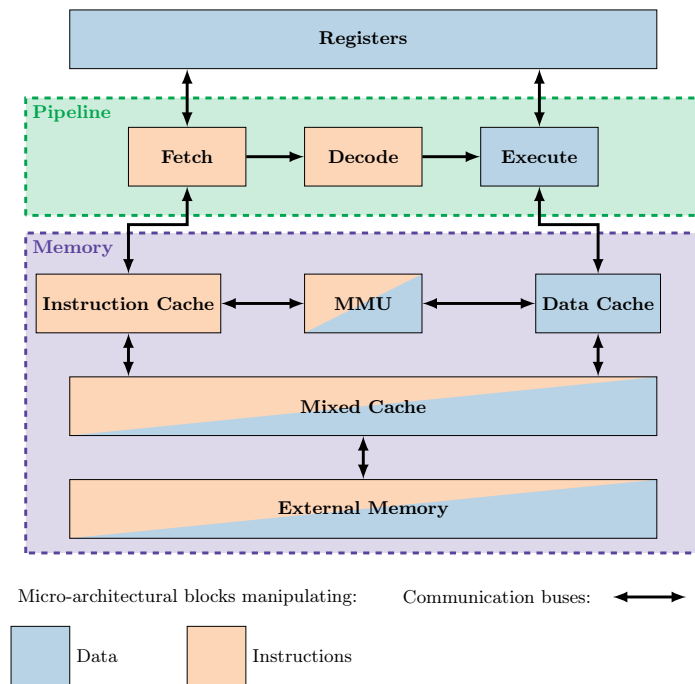 Registers
Pipeline
Fetch
Decode
Execute
Memory
Instruction Cache
MMU
Data Cache
Mixed Cache
External Memory
Micro-architectural blocks manipulating:
Communication buses:
Data
Instructions